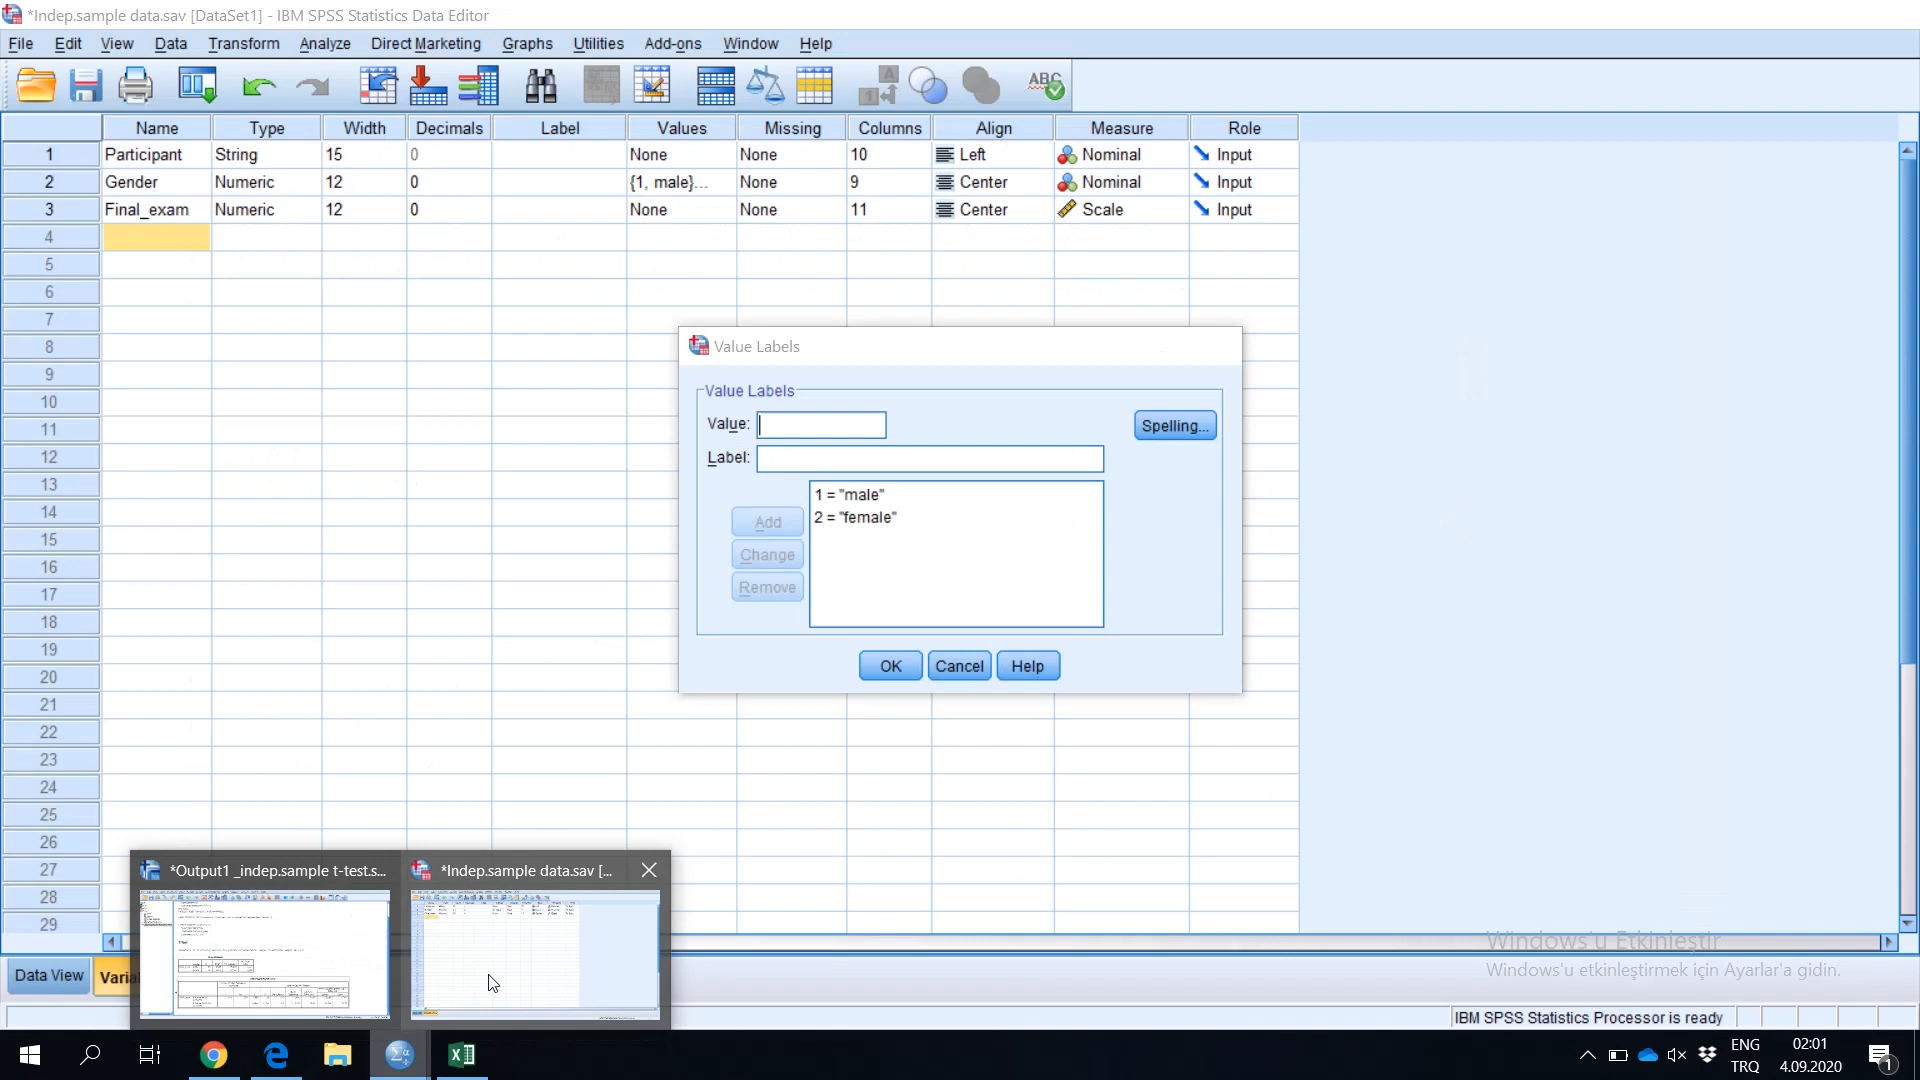 *Indep.sample data.sav [DataSet1] - IBM SPSS Statistics Data Editor
File Edit View Data Transform Analyze Direct Marketing Graphs Utilities Add-ons Window Help
A
1
ABC
Name Type Width Decimals Label Values Missing Columns Align Measure Role
1 Participant String 15 0 None None 10 Left Nominal Input
2 Gender Numeric 12 0 {1, male}... None 9 Center Nominal Input
3 Final_exam Numeric 12 0 None None 11 Center Scale Input
4
5
6
7
8
9
10
11
12
13
14
15
16
17
18
19
20
21
22
23
24
25
26
27
28
29
Value Labels
Value Labels
Value:
Spelling...
Label:
1 = "male"
2 = "female"
Add
Change
Remove
OK Cancel Help
*Output1 _indep.sample t-test.s... *Indep.sample data.sav [...
Data View Varia
Windows'u Etkinleştir
Windows'u etkinleştirmek için Ayarlar'a gidin.
IBM SPSS Statistics Processor is ready
ENG
TRQ
02:01
4.09.2020
1